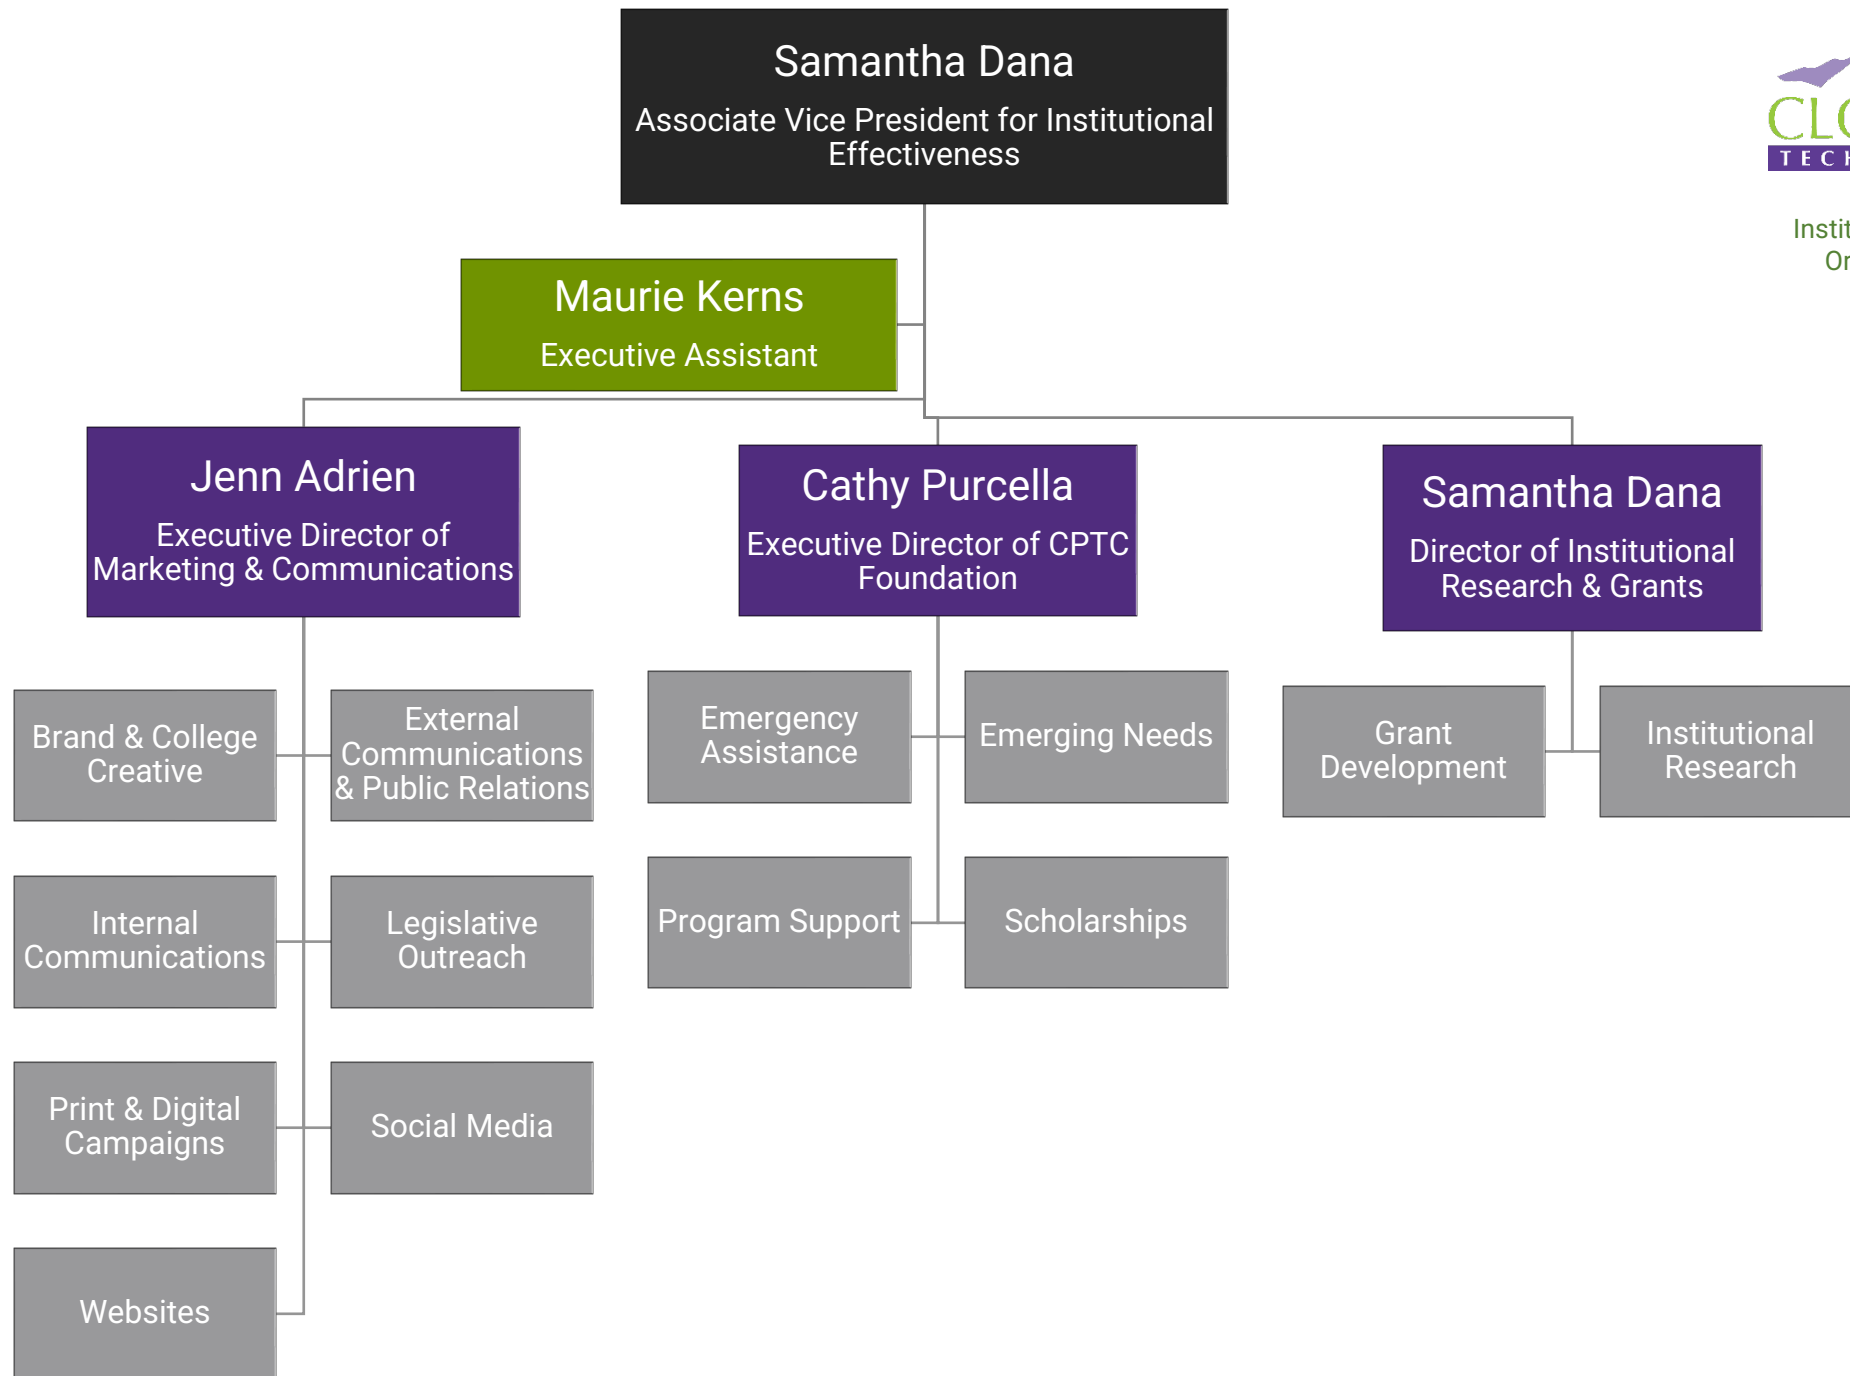 Samantha Dana
Associate Vice President for Institutional
Effectiveness
Maurie Kerns
Executive Assistant
Jenn Adrien
Executive Director of
Marketing & Communications
Cathy Purcella
Executive Director of CPTC
Foundation
Samantha Dana
Director of Institutional
Research & Grants
Brand & College
Creative
External
Communications
& Public Relations
Internal
Communications
Legislative
Outreach
Print & Digital
Campaigns
Social Media
Websites
Emergency
Assistance
Emerging Needs
Program Support
Scholarships
Grant
Development
Institutional
Research